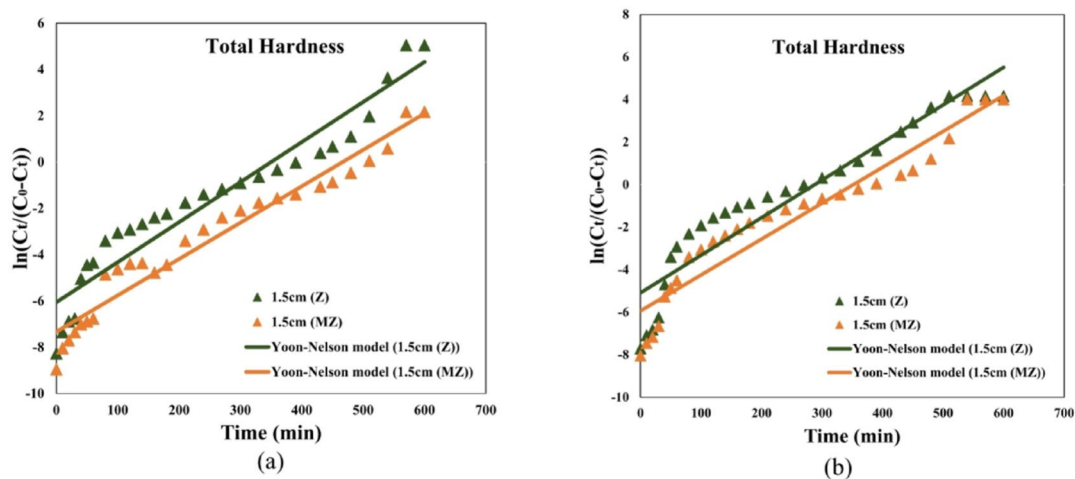 Total Hardness
6
4
2
0
-2
-4
-6
-8
-10
ln(Ct/(C0-Ct))
1.5cm (Z)
1.5cm (MZ)
Yoon-Nelson model (1.5cm (Z))
Yoon-Nelson model (1.5cm (MZ))
0 100 200 300 400 500 600 700
Time (min)
(a)
Total Hardness
8
6
4
2
0
-2
-4
-6
-8
-10
ln(Ct/(C0-Ct))
1.5cm (Z)
1.5cm (MZ)
Yoon-Nelson model (1.5cm (Z))
Yoon-Nelson model (1.5cm (MZ))
0 100 200 300 400 500 600 700
Time (min)
(b)